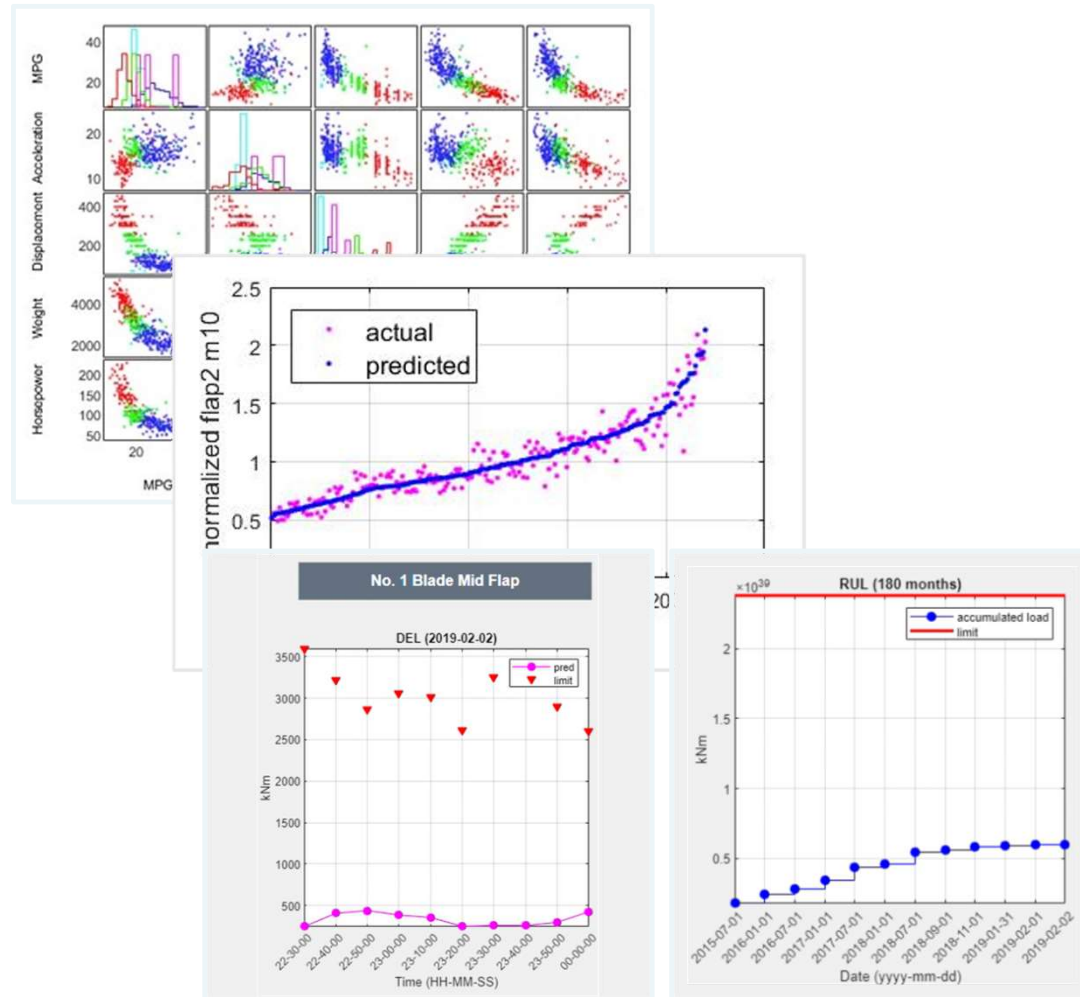 MPG
40
20
Acceleration
20
10
Displacement
400
200
Weight
4000
2000
Horsepower
200
150
100
50
20
MPG
normalized flap2 m10
2.5
2
1.5
1
0.5
actual
predicted
20
No. 1 Blade Mid Flap
DEL (2019-02-02)
pred
limit
kNm
3500
3000
2500
2000
1500
1000
500
22-30-00
22-40-00
22-50-00
23-00-00
23-10-00
23-20-00
23-30-00
23-40-00
23-50-00
00-00-00
Time (HH-MM-SS)
RUL (180 months)
×10³⁹
accumulated load
limit
kNm
2
1.5
1
0.5
2015-07-01
2016-01-01
2016-07-01
2017-01-01
2017-07-01
2018-01-01
2018-07-01
2018-09-01
2018-11-01
2019-01-31
2019-02-01
2019-02-02
Date (yyyy-mm-dd)